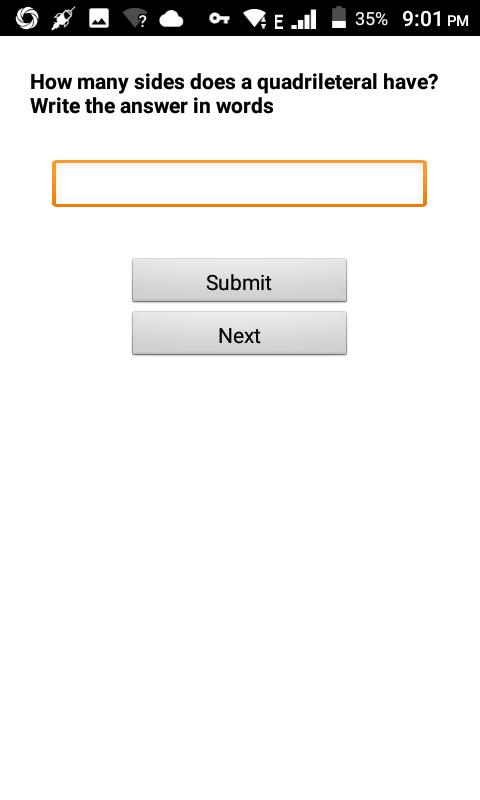 E 35% 9:01 PM
How many sides does a quadrileteral have?
Write the answer in words
Submit
Next